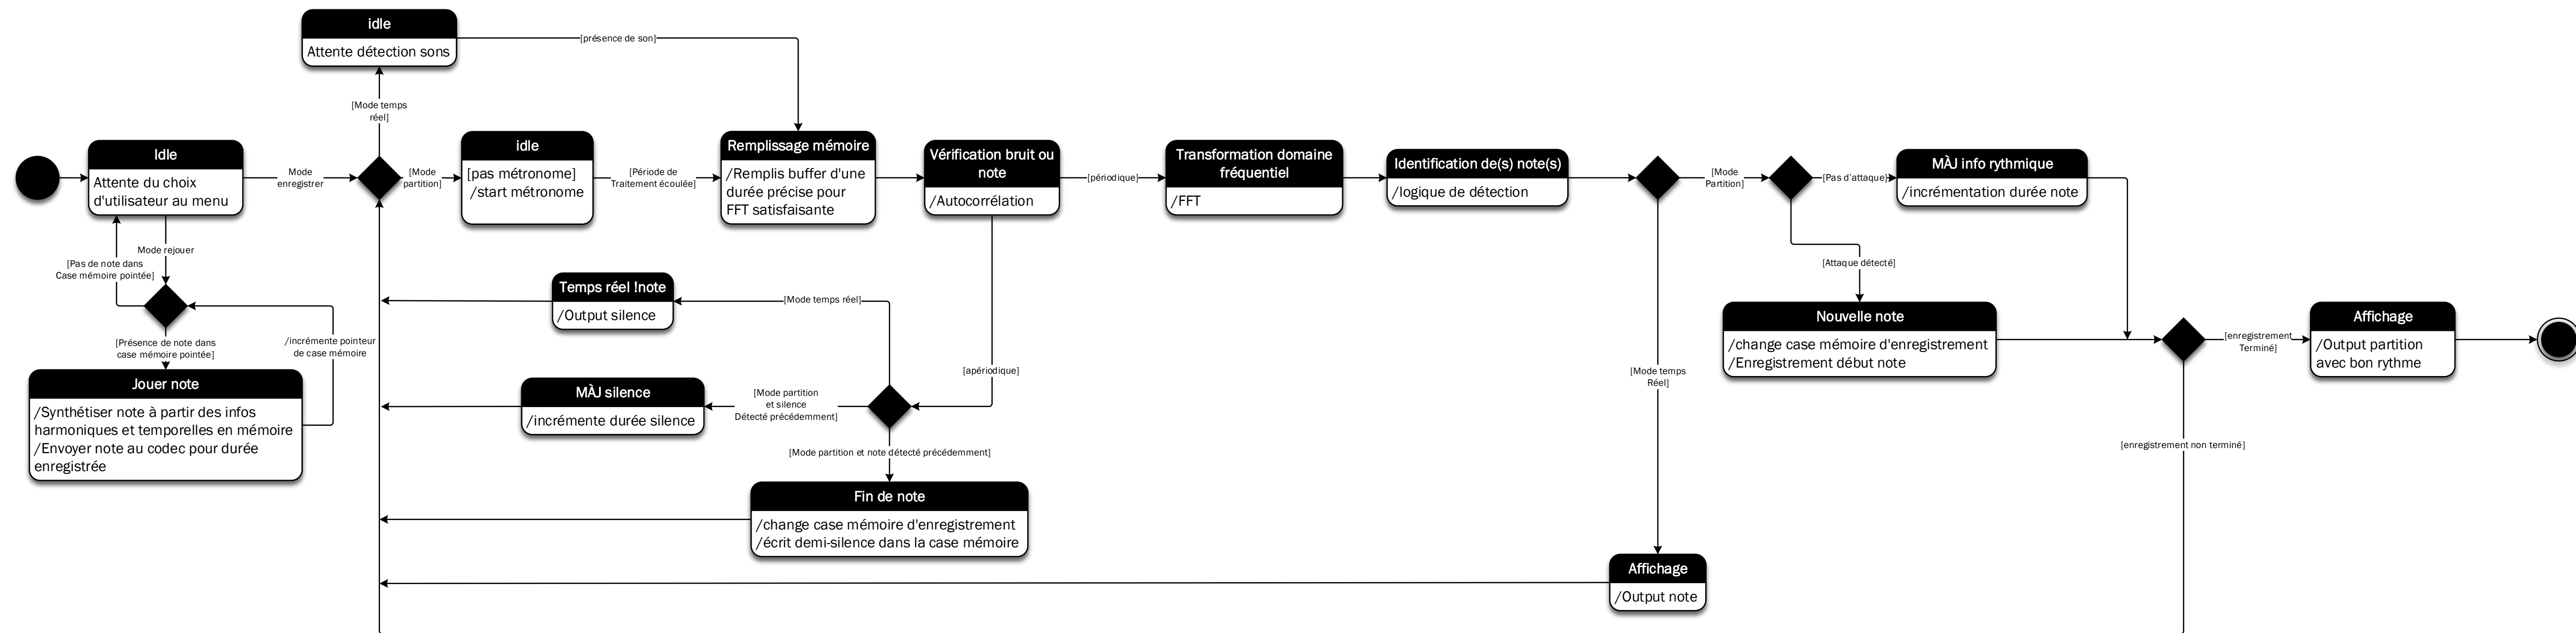 idle
Attente détection sons
[présence de son]
[Mode temps
réel]
Idle
Attente du choix
d'utilisateur au menu
Mode
enregistrer
[Mode
partition]
idle
[pas métronome]
/start métronome
[Période de
Traitement écoulée]
Remplissage mémoire
/Remplis buffer d'une
durée précise pour
FFT satisfaisante
Vérification bruit ou
note
/Autocorrélation
[périodique]
Transformation domaine
fréquentiel
/FFT
Identification de(s) note(s)
/logique de détection
[Mode
Partition]
[Pas d'attaque]
MÀJ info rythmique
/incrémentation durée note
Mode rejouer
[Pas de note dans
Case mémoire pointée]
[Présence de note dans
case mémoire pointée]
/incrémente pointeur
de case mémoire
Jouer note
/Synthétiser note à partir des infos
harmoniques et temporelles en mémoire
/Envoyer note au codec pour durée
enregistrée
Temps réel !note
/Output silence
[Mode temps réel]
[apériodique]
MÀJ silence
/incrémente durée silence
[Mode partition
et silence
Détecté précédemment]
[Mode partition et note détecté précédemment]
Fin de note
/change case mémoire d'enregistrement
/écrit demi-silence dans la case mémoire
[Mode temps
Réel]
Affichage
/Output note
[Attaque détecté]
Nouvelle note
/change case mémoire d'enregistrement
/Enregistrement début note
[enregistrement
Terminé]
Affichage
/Output partition
avec bon rythme
[enregistrement non terminé]